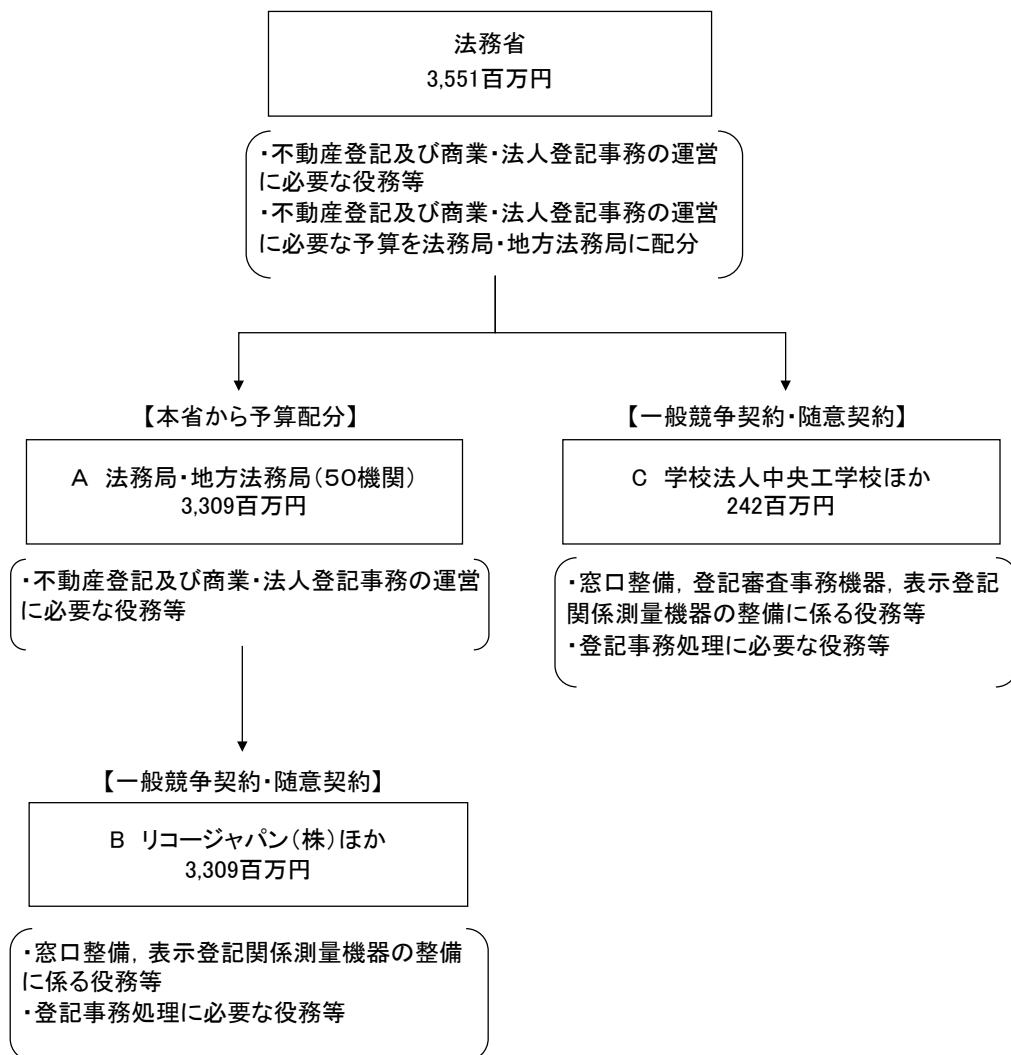 法務省
3,551百万円
・不動産登記及び商業・法人登記事務の運営
に必要な役務等
・不動産登記及び商業・法人登記事務の運営
に必要な予算を法務局・地方法務局に配分
【本省から予算配分】
A 法務局・地方法務局（５０機関）
3,309百万円
・不動産登記及び商業・法人登記事務の運営
に必要な役務等
【一般競争契約・随意契約】
C 学校法人中央工学校ほか
242百万円
・窓口整備，登記審査事務機器，表示登記
関係測量機器の整備に係る役務等
・登記事務処理に必要な役務等
【一般競争契約・随意契約】
B リコージャパン（株）ほか
3,309百万円
・窓口整備，表示登記関係測量機器の整備
に係る役務等
・登記事務処理に必要な役務等